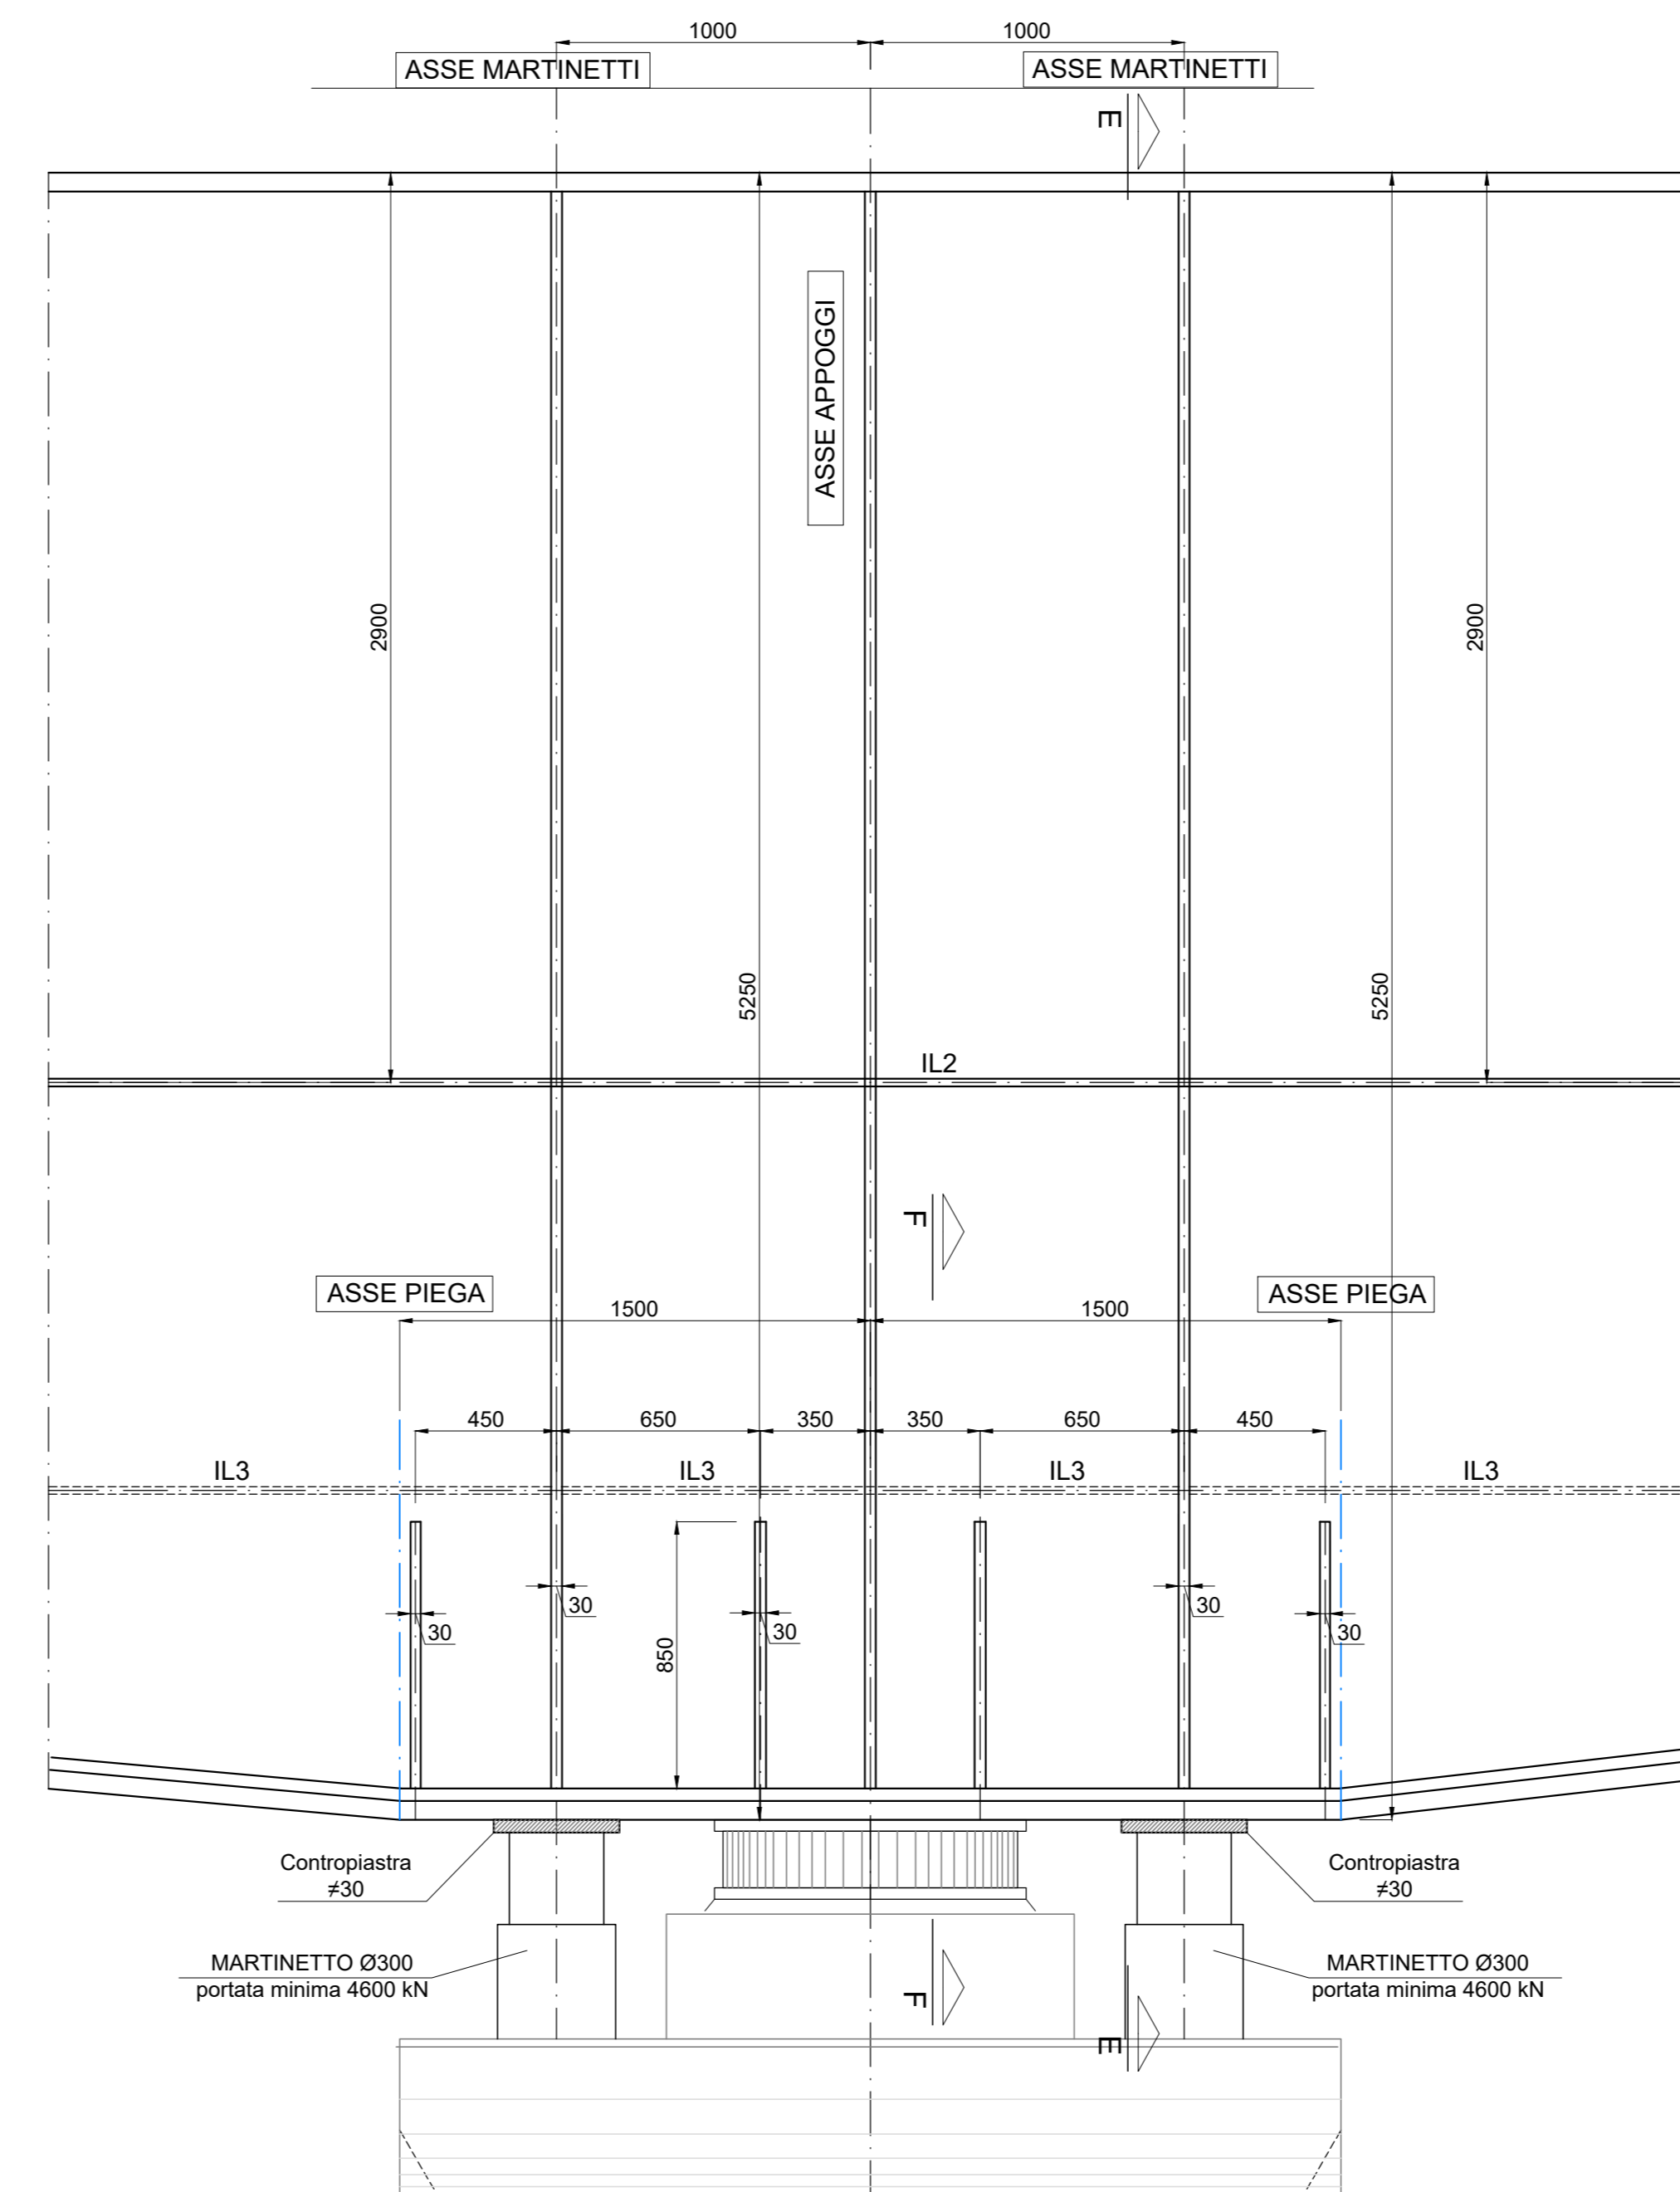 1000
1000
ASSE MARTINETTI
ASSE MARTINETTI
E
ASSE APPOGGI
2900
2900
5250
5250
IL2
F
ASSE PIEGA
ASSE PIEGA
1500
1500
450
650
350
350
650
450
IL3
IL3
IL3
IL3
30
30
30
30
30
850
Contropiastra
≠30
Contropiastra
≠30
MARTINETTO Ø300
portata minima 4600 kN
MARTINETTO Ø300
portata minima 4600 kN
F
E